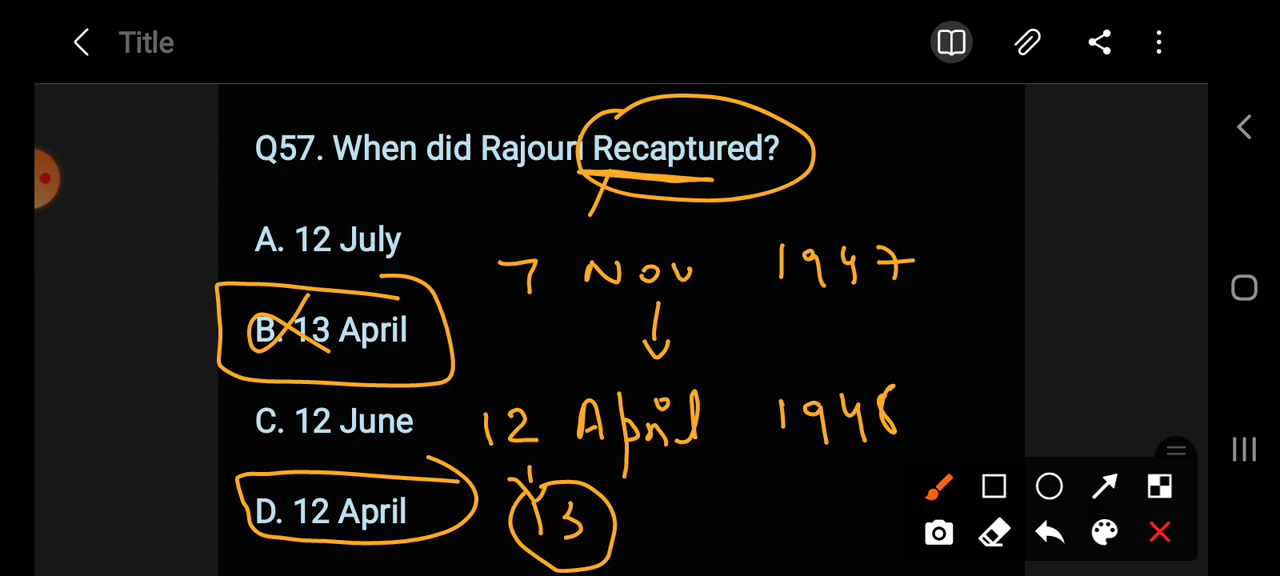 Title
Q57. When did Rajouri Recaptured?
A. 12 July
7 Nov 1947
B. 13 April
C. 12 June
12 April 1948
D. 12 April
13